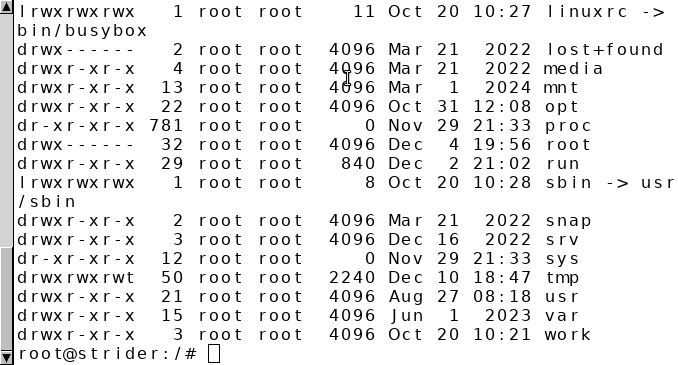 lrwxrwxrwx   1 root root    11 Oct 20 10:27 linuxrc ->
bin/busybox
drwx------   2 root root  4096 Mar 21  2022 lost+found
drwxr-xr-x   4 root root  4096 Mar 21  2022 media
drwxr-xr-x  13 root root  4096 Mar  1  2024 mnt
drwxr-xr-x  22 root root  4096 Oct 31 12:08 opt
dr-xr-xr-x 781 root root     0 Nov 29 21:33 proc
drwx------  32 root root  4096 Dec  4 19:56 root
drwxr-xr-x  29 root root   840 Dec  2 21:02 run
lrwxrwxrwx   1 root root     8 Oct 20 10:28 sbin -> usr
/sbin
drwxr-xr-x   2 root root  4096 Mar 21  2022 snap
drwxr-xr-x   3 root root  4096 Dec 16  2022 srv
dr-xr-xr-x  12 root root     0 Nov 29 21:33 sys
drwxrwxrwt  50 root root  2240 Dec 10 18:47 tmp
drwxr-xr-x  21 root root  4096 Aug 27 08:18 usr
drwxr-xr-x  15 root root  4096 Jun  1  2023 var
drwxr-xr-x   3 root root  4096 Oct 20 10:21 work
root@strider:/#